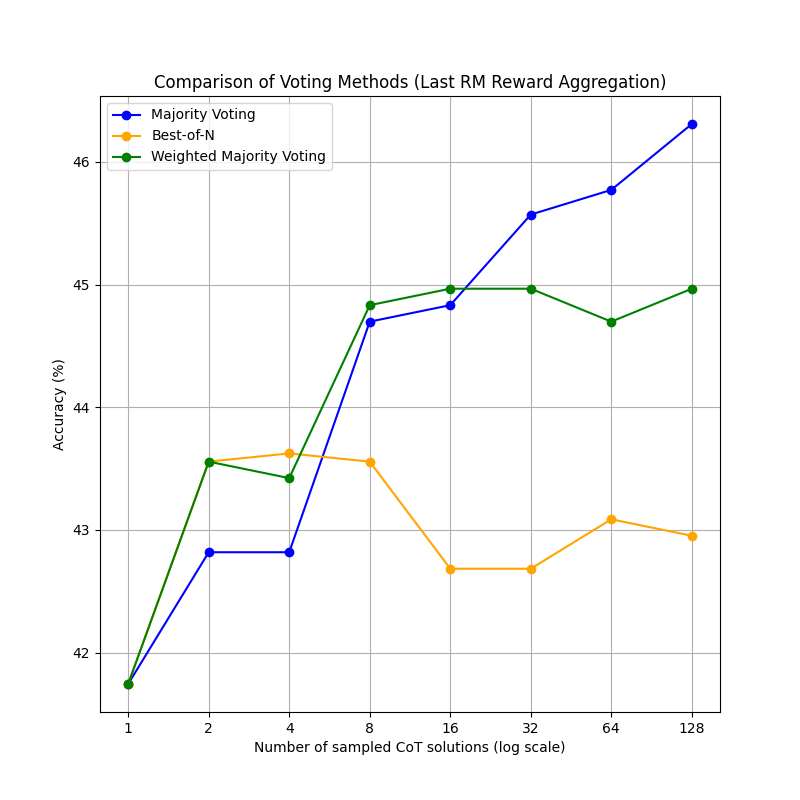 Comparison of Voting Methods (Last RM Reward Aggregation)
Majority Voting
Best-of-N
Weighted Majority Voting
46
45
44
43
42
Accuracy (%)
1 2 4 8 16 32 64 128
Number of sampled CoT solutions (log scale)